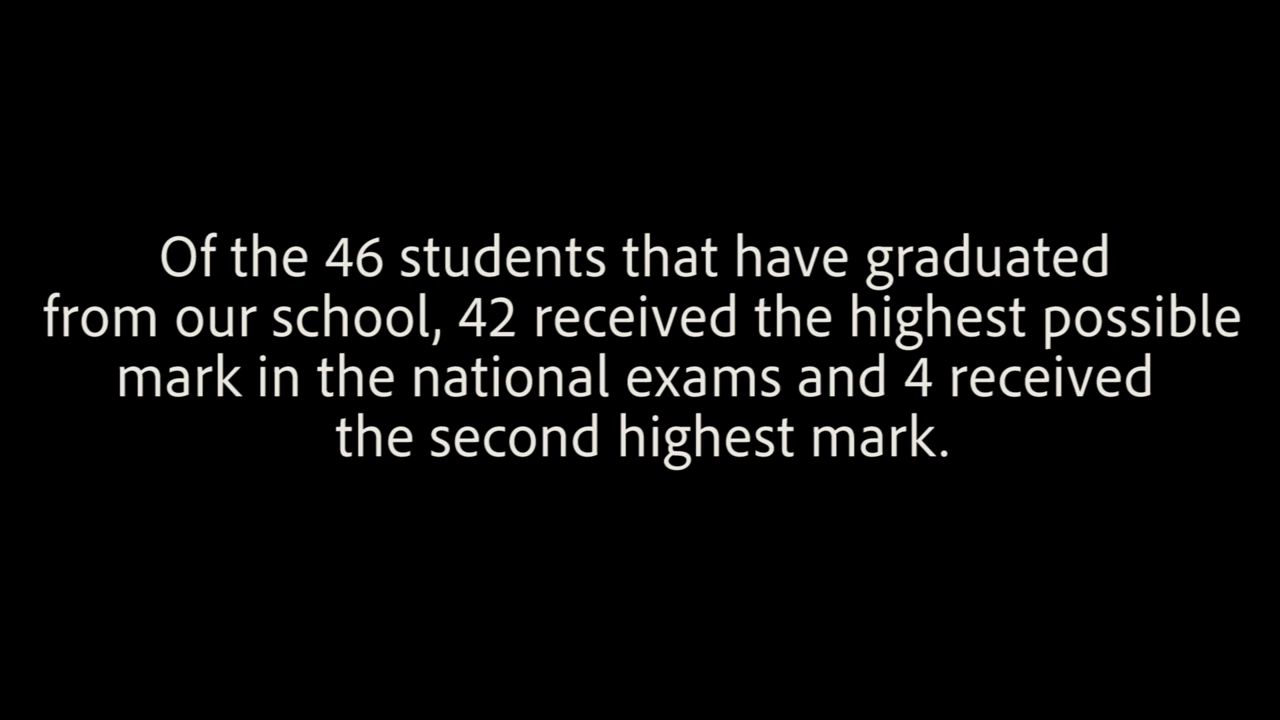 Of the 46 students that have graduated
from our school, 42 received the highest possible
mark in the national exams and 4 received
the second highest mark.